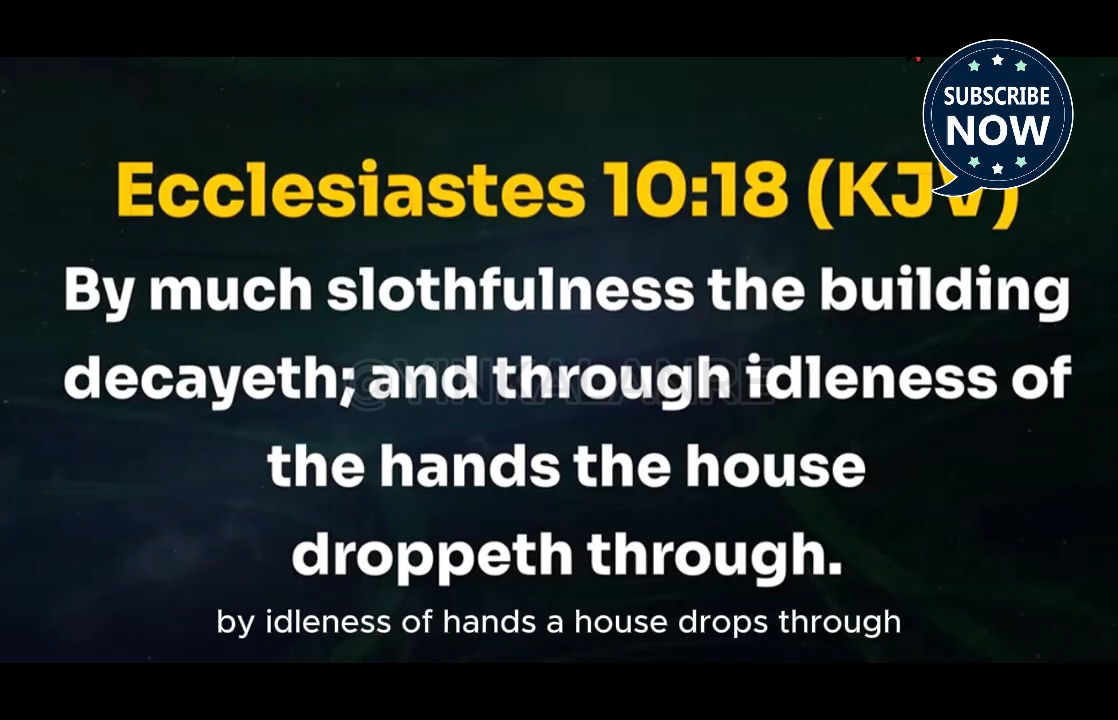 SUBSCRIBE
NOW
Ecclesiastes 10:18 (KJV)
By much slothfulness the building
decayeth; and through idleness of
the hands the house
droppeth through.
by idleness of hands a house drops through